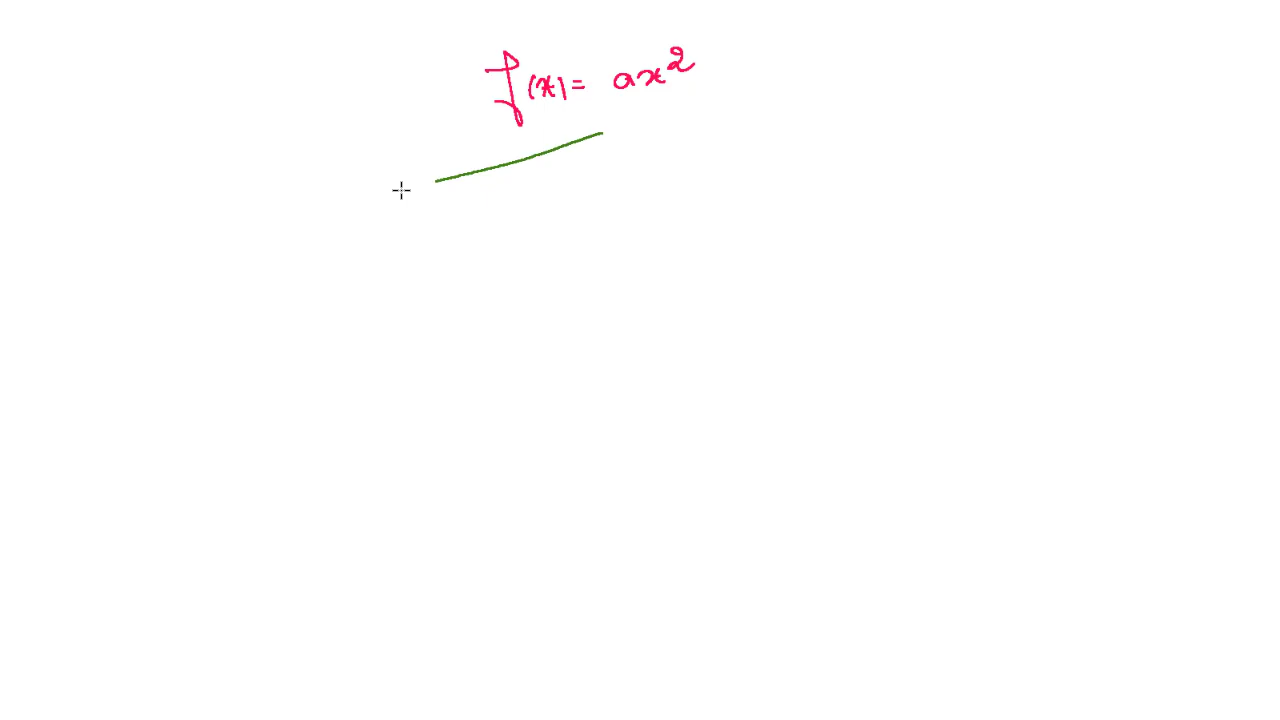 f(x) = ax²